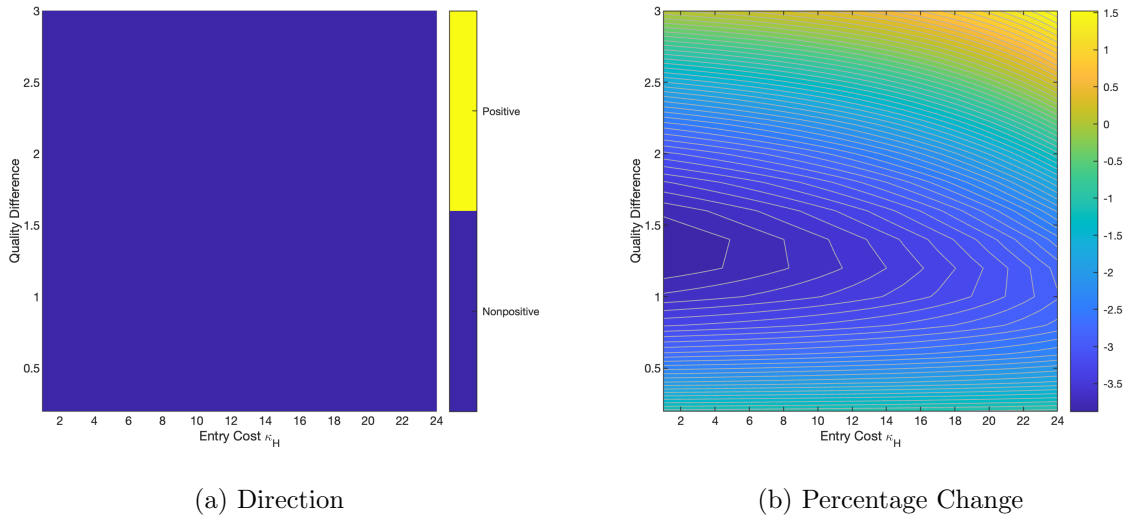 3
2.5
2
1.5
1
0.5
Quality Difference
2 4 6 8 10 12 14 16 18 20 22 24
Entry Cost κ_H
Positive
Nonpositive
(a) Direction
3
2.5
2
1.5
1
0.5
Quality Difference
2 4 6 8 10 12 14 16 18 20 22 24
Entry Cost κ_H
1.5
1
0.5
0
-0.5
-1
-1.5
-2
-2.5
-3
-3.5
(b) Percentage Change